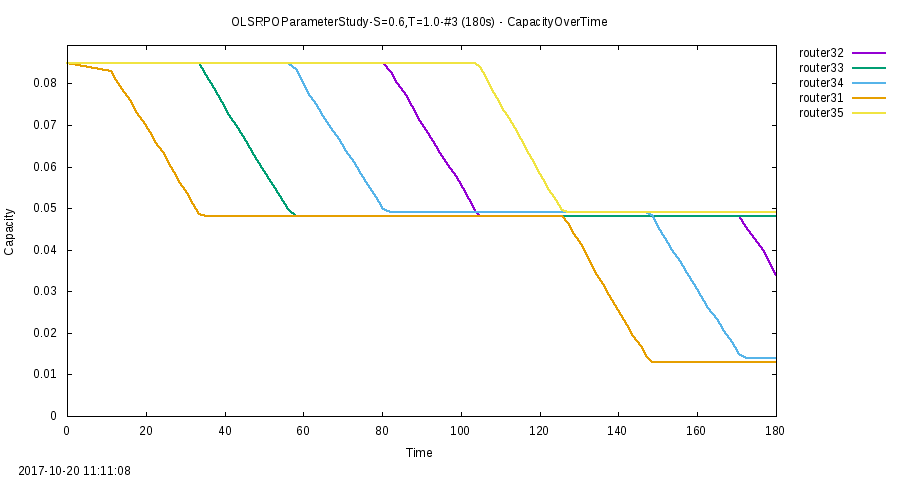 OLSRPOParameterStudy-S=0.6,T=1.0-#3 (180s) - CapacityOverTime
router32
router33
router34
router31
router35
0.08
0.07
0.06
0.05
0.04
0.03
0.02
0.01
0
Capacity
0 20 40 60 80 100 120 140 160 180
Time
2017-10-20 11:11:08